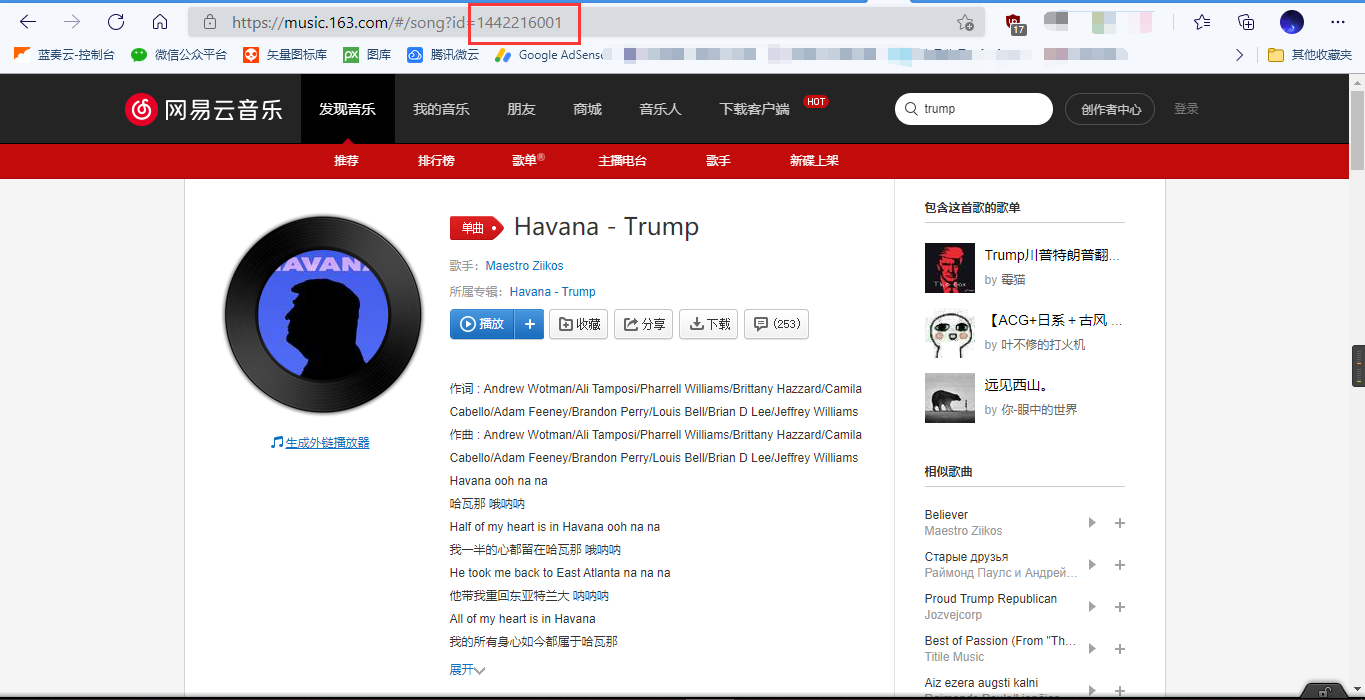 https://music.163.com/#/song?id=1442216001
17
蓝奏云-控制台
微信公众平台
矢量图标库
px 图库
腾讯微云
Google AdSens
其他收藏夹
网易云音乐
发现音乐
我的音乐
朋友
商城
音乐人
下载客户端
HOT
trump
创作者中心
登录
推荐
排行榜
歌单®
主播电台
歌手
新碟上架
HAVANA
单曲
Havana - Trump
歌手： Maestro Ziikos
所属专辑： Havana - Trump
播放
+
收藏
分享
下载
(253)
生成外链播放器
作词 : Andrew Wotman/Ali Tamposi/Pharrell Williams/Brittany Hazzard/Camila
Cabello/Adam Feeney/Brandon Perry/Louis Bell/Brian D Lee/Jeffrey Williams
作曲 : Andrew Wotman/Ali Tamposi/Pharrell Williams/Brittany Hazzard/Camila
Cabello/Adam Feeney/Brandon Perry/Louis Bell/Brian D Lee/Jeffrey Williams
Havana ooh na na
哈瓦那 哦呐呐
Half of my heart is in Havana ooh na na
我一半的心都留在哈瓦那 哦呐呐
He took me back to East Atlanta na na na
他带我重回东亚特兰大 呐呐呐
All of my heart is in Havana
我的所有身心如今都属于哈瓦那
展开
包含这首歌的歌单
Trump川普特朗普翻...
by 霉猫
【ACG+日系＋古风 ...
by 叶不修的打火机
远见西山。
by 你-眼中的世界
相似歌曲
Believer
Maestro Ziikos
Старые друзья
Раймонд Паулс и Андрей...
Proud Trump Republican
Jozvejcorp
Best of Passion (From "Th...
Titile Music
Aiz ezera augsti kalni